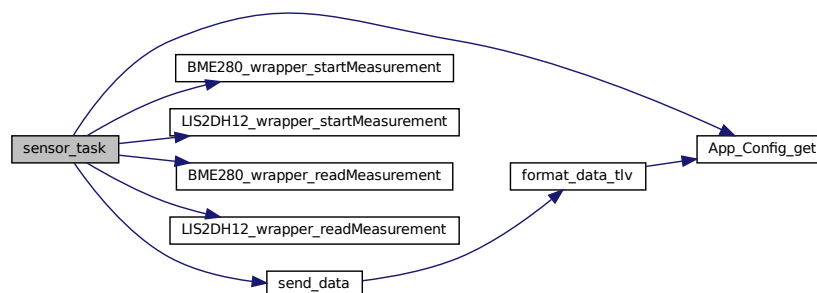 sensor_task
BME280_wrapper_startMeasurement
LIS2DH12_wrapper_startMeasurement
BME280_wrapper_readMeasurement
LIS2DH12_wrapper_readMeasurement
send_data
format_data_tlv
App_Config_get